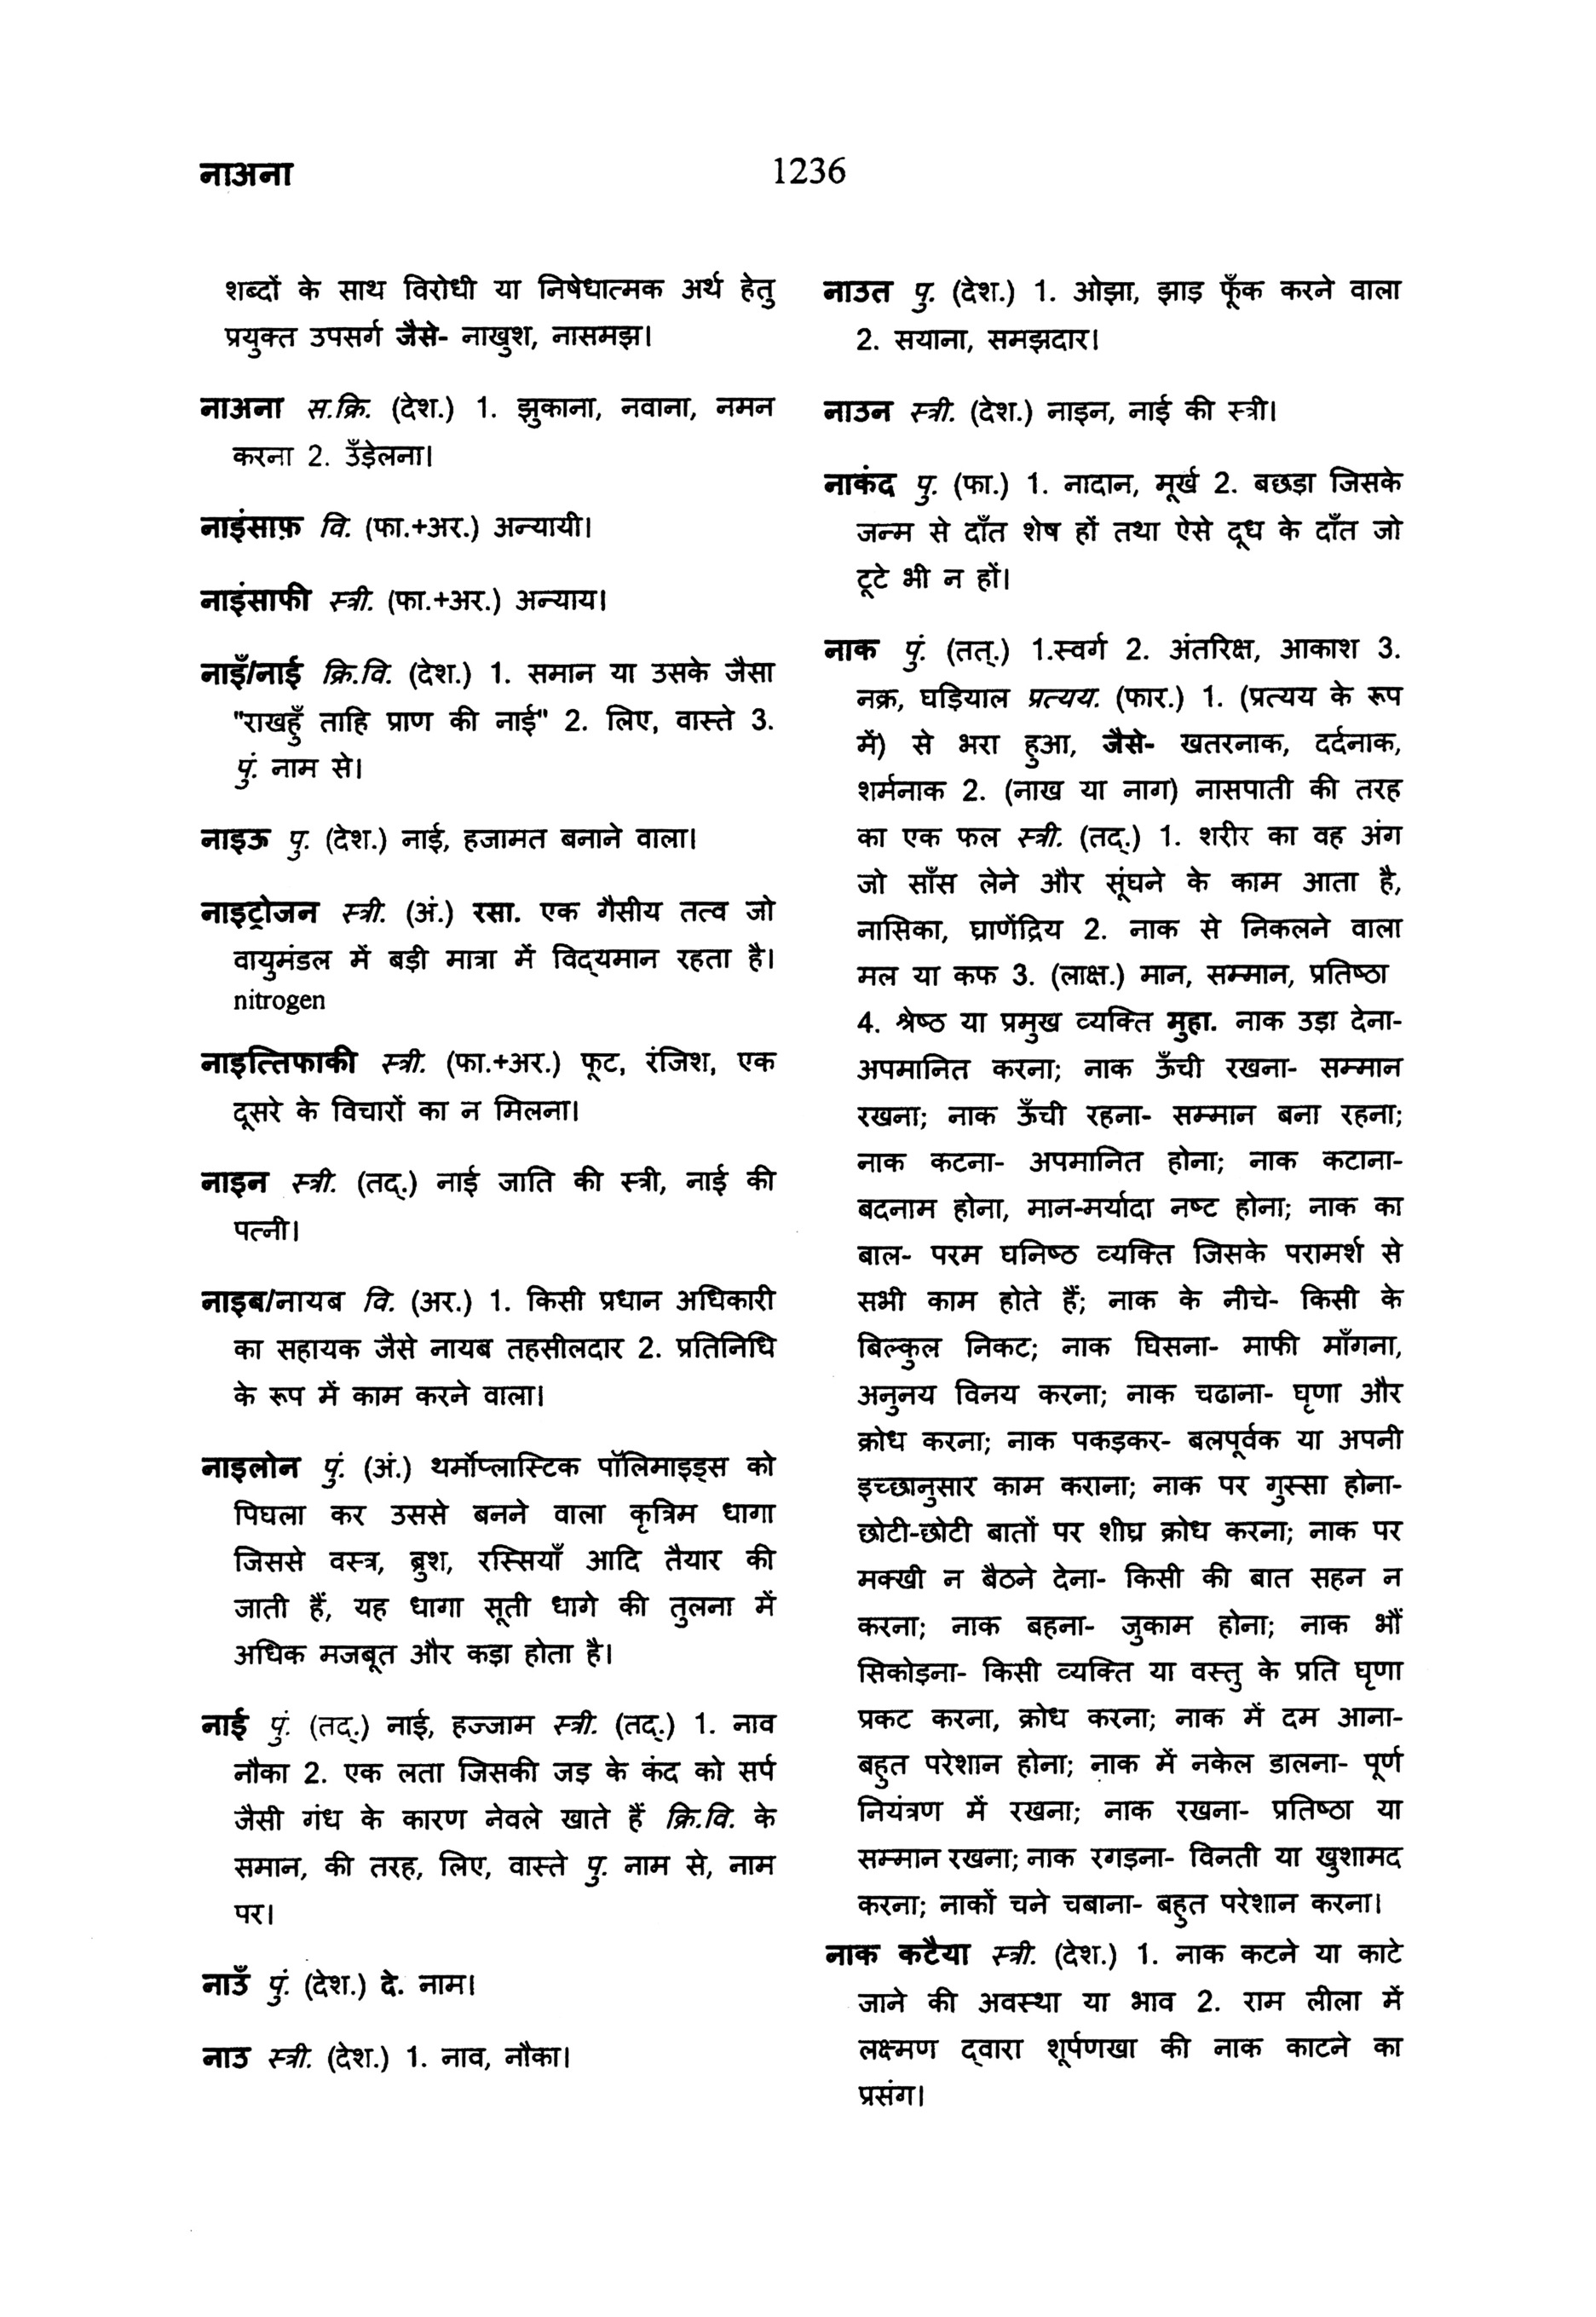 नाअना
1236
शब्दों के साथ विरोधी या निषेधात्मक अर्थ हेतु
प्रयुक्त उपसर्ग जैसे- नाखुश, नासमझ।
नाअना स.क्रि. (देश.) 1. झुकाना, नवाना, नमन
करना 2. उँड़ेलना।
नाइंसाफ़ वि. (फा.+अर.) अन्यायी।
नाइंसाफी स्त्री. (फा.+अर.) अन्याय।
नाइँ/नाई क्रि.वि. (देश.) 1. समान या उसके जैसा
"राखहुँ ताहि प्राण की नाई" 2. लिए, वास्ते 3.
पुं. नाम से।
नाइऊ पु. (देश.) नाई, हजामत बनाने वाला।
नाइट्रोजन स्त्री. (अं.) रसा. एक गैसीय तत्व जो
वायुमंडल में बड़ी मात्रा में विद्यमान रहता है।
nitrogen
नाइत्तिफाकी स्त्री. (फा.+अर.) फूट, रंजिश, एक
दूसरे के विचारों का न मिलना।
नाइन स्त्री. (तद्.) नाई जाति की स्त्री, नाई की
पत्नी।
नाइब/नायब वि. (अर.) 1. किसी प्रधान अधिकारी
का सहायक जैसे नायब तहसीलदार 2. प्रतिनिधि
के रूप में काम करने वाला।
नाइलोन पुं. (अं.) थर्मोप्लास्टिक पॉलिमाइड्स को
पिघला कर उससे बनने वाला कृत्रिम धागा
जिससे वस्त्र, ब्रुश, रस्सियाँ आदि तैयार की
जाती हैं, यह धागा सूती धागे की तुलना में
अधिक मजबूत और कड़ा होता है।
नाई पुं. (तद्.) नाई, हज्जाम स्त्री. (तद्.) 1. नाव
नौका 2. एक लता जिसकी जड़ के कंद को सर्प
जैसी गंध के कारण नेवले खाते हैं क्रि.वि. के
समान, की तरह, लिए, वास्ते पु. नाम से, नाम
पर।
नाउँ पुं. (देश.) दे. नाम।
नाउ स्त्री. (देश.) 1. नाव, नौका।
नाउत पु. (देश.) 1. ओझा, झाड़ फूँक करने वाला
2. सयाना, समझदार।
नाउन स्त्री. (देश.) नाइन, नाई की स्त्री।
नाकंद पु. (फा.) 1. नादान, मूर्ख 2. बछड़ा जिसके
जन्म से दाँत शेष हों तथा ऐसे दूध के दाँत जो
टूटे भी न हों।
नाक पुं. (तत्.) 1.स्वर्ग 2. अंतरिक्ष, आकाश 3.
नक्र, घड़ियाल प्रत्यय. (फार.) 1. (प्रत्यय के रूप
में) से भरा हुआ, जैसे- खतरनाक, दर्दनाक,
शर्मनाक 2. (नाख या नाग) नासपाती की तरह
का एक फल स्त्री. (तद्.) 1. शरीर का वह अंग
जो साँस लेने और सूंघने के काम आता है,
नासिका, घ्राणेंद्रिय 2. नाक से निकलने वाला
मल या कफ 3. (लाक्ष.) मान, सम्मान, प्रतिष्ठा
4. श्रेष्ठ या प्रमुख व्यक्ति मुहा. नाक उड़ा देना-
अपमानित करना; नाक ऊँची रखना- सम्मान
रखना; नाक ऊँची रहना- सम्मान बना रहना;
नाक कटना- अपमानित होना; नाक कटाना-
बदनाम होना, मान-मर्यादा नष्ट होना; नाक का
बाल- परम घनिष्ठ व्यक्ति जिसके परामर्श से
सभी काम होते हैं; नाक के नीचे- किसी के
बिल्कुल निकट; नाक घिसना- माफी माँगना,
अनुनय विनय करना; नाक चढाना- घृणा और
क्रोध करना; नाक पकड़कर- बलपूर्वक या अपनी
इच्छानुसार काम कराना; नाक पर गुस्सा होना-
छोटी-छोटी बातों पर शीघ्र क्रोध करना; नाक पर
मक्खी न बैठने देना- किसी की बात सहन न
करना; नाक बहना- जुकाम होना; नाक भौं
सिकोड़ना- किसी व्यक्ति या वस्तु के प्रति घृणा
प्रकट करना, क्रोध करना; नाक में दम आना-
बहुत परेशान होना; नाक में नकेल डालना- पूर्ण
नियंत्रण में रखना; नाक रखना- प्रतिष्ठा या
सम्मान रखना; नाक रगड़ना- विनती या खुशामद
करना; नाकों चने चबाना- बहुत परेशान करना।
नाक कटैया स्त्री. (देश.) 1. नाक कटने या काटे
जाने की अवस्था या भाव 2. राम लीला में
लक्ष्मण द्वारा शूर्पणखा की नाक काटने का
प्रसंग।